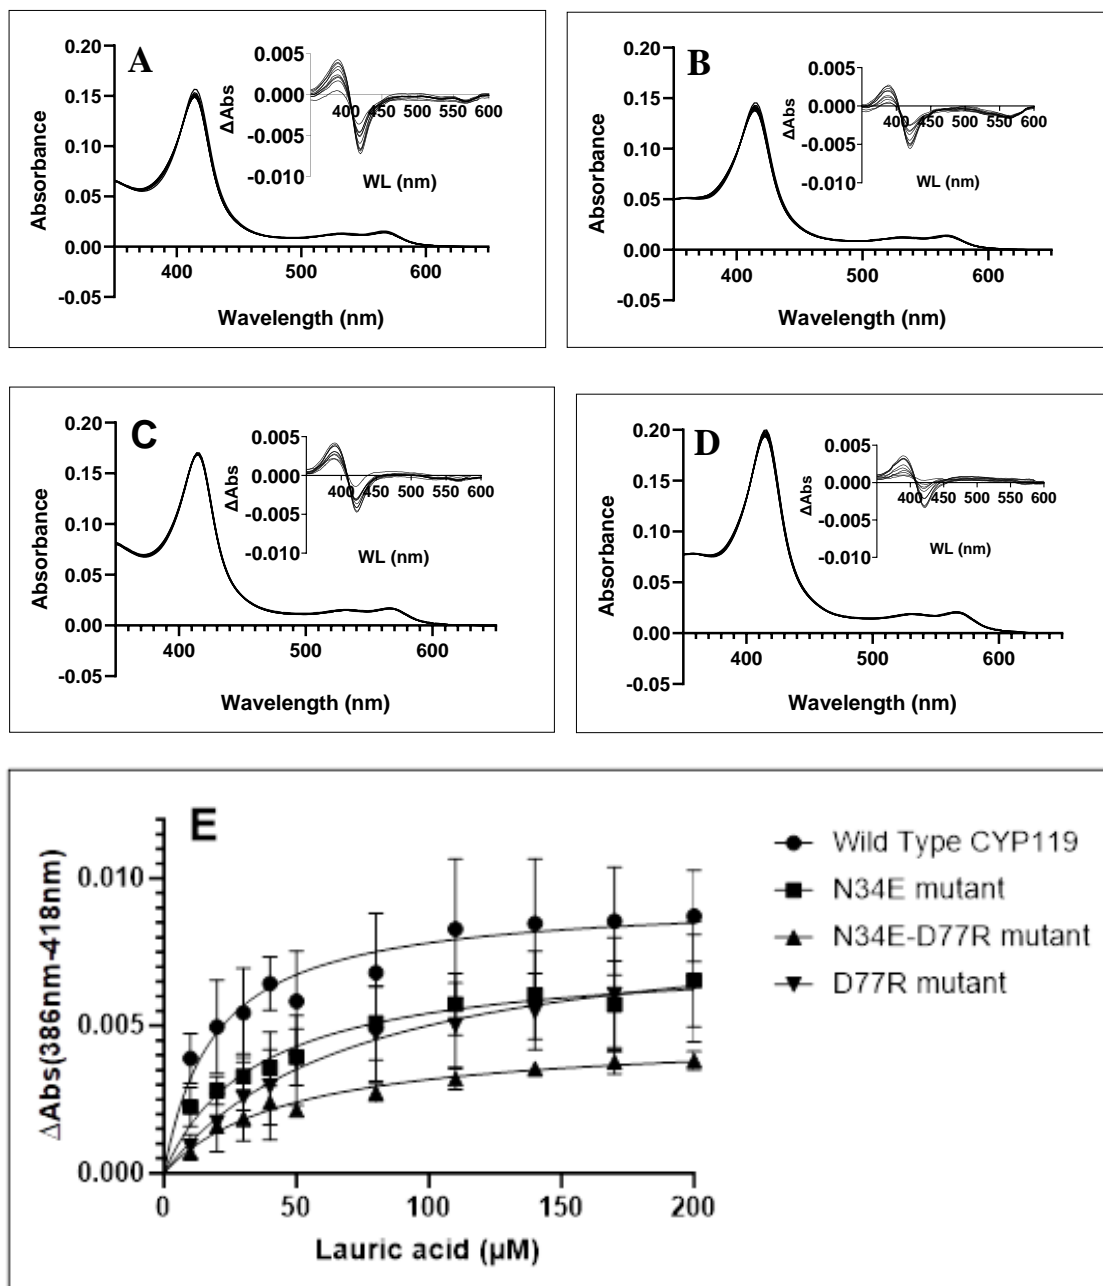 A
0.20
0.15
0.10
0.05
0.00
-0.05
Absorbance
400
500
600
Wavelength (nm)
0.005
0.000
-0.005
-0.010
ΔAbs
400 450 500 550 600
WL (nm)
B
0.20
0.15
0.10
0.05
0.00
-0.05
Absorbance
400
500
600
Wavelength (nm)
0.005
0.000
-0.005
-0.010
ΔAbs
400 450 500 550 600
WL (nm)
C
0.20
0.15
0.10
0.05
0.00
-0.05
Absorbance
400
500
600
Wavelength (nm)
0.005
0.000
-0.005
-0.010
ΔAbs
400 450 500 550 600
WL (nm)
D
0.20
0.15
0.10
0.05
0.00
-0.05
Absorbance
400
500
600
Wavelength (nm)
0.005
0.000
-0.005
-0.010
ΔAbs
400 450 500 550 600
WL (nm)
E
0.010
0.005
0.000
ΔAbs(386nm-418nm)
0
50
100
150
200
Lauric acid (µM)
Wild Type CYP119
N34E mutant
N34E-D77R mutant
D77R mutant